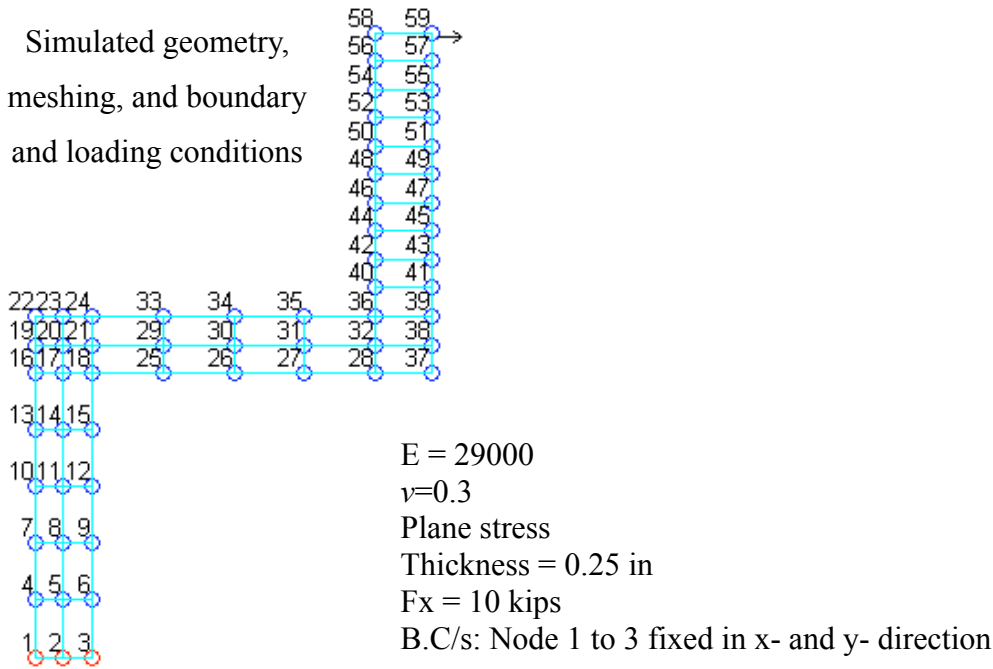 58 59
Simulated geometry,
56 57
54 55
meshing, and boundary
52 53
50 51
and loading conditions
48 49
46 47
44 45
42 43
40 41
22 23 24 33 34 35 36 39
19 20 21 29 30 31 32 38
16 17 18 25 26 27 28 37
13 14 15
10 11 12
7 8 9
4 5 6
1 2 3
E = 29000
v=0.3
Plane stress
Thickness = 0.25 in
Fx = 10 kips
B.C/s: Node 1 to 3 fixed in x- and y- direction